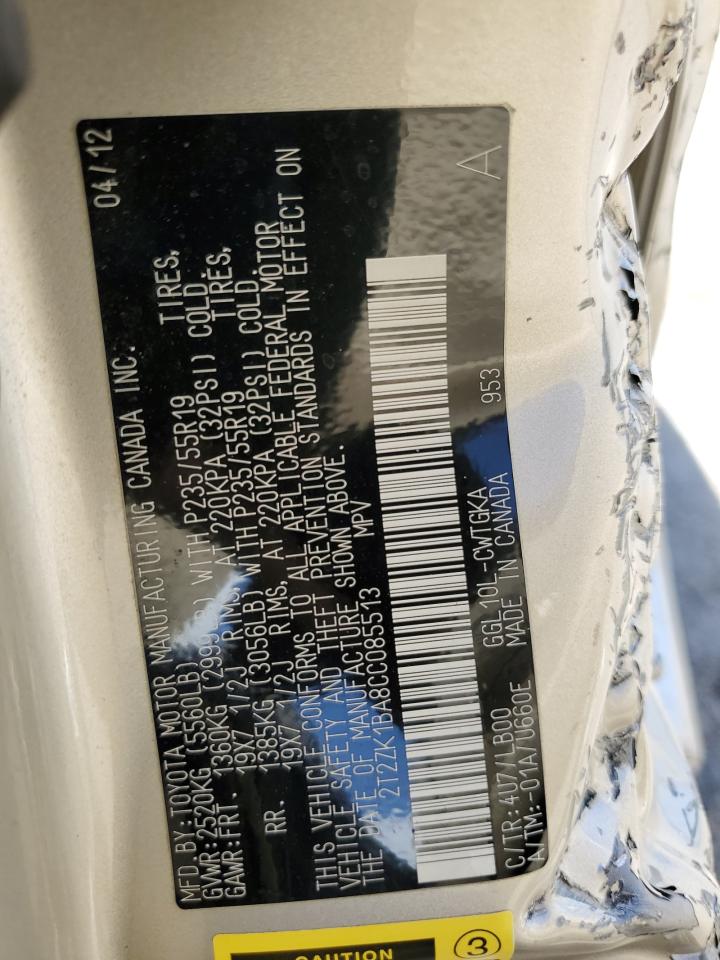 MFD.BY:TOYOTA MOTOR MANUFACTURING CANADA INC. 04/12
GVWR:2520KG (5560LB)
GAWR:FRT. 1360KG (2999LB) WITH P235/55R19 TIRES,
19X7 1/2J RIMS, AT 220KPA (32PSI) COLD.
RR. 1385KG (3056LB) WITH P235/55R19 TIRES,
19X7 1/2J RIMS, AT 220KPA (32PSI) COLD.
THIS VEHICLE CONFORMS TO ALL APPLICABLE FEDERAL MOTOR
VEHICLE SAFETY AND THEFT PREVENTION STANDARDS IN EFFECT ON
THE DATE OF MANUFACTURE SHOWN ABOVE.
2T2ZK1BA8CC085513 MPV
C/TR:4U7/LB00 GGL10L-CWTGKA 953 A
A/TM:-01A/U660E MADE IN CANADA
CAUTION 3